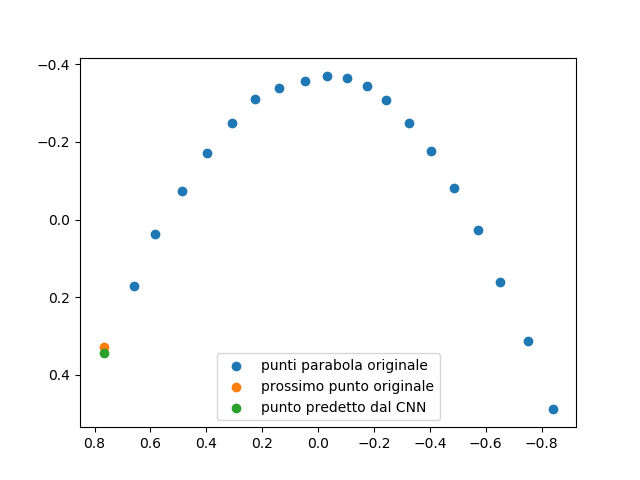 −0.4
−0.2
0.0
0.2
0.4
punti parabola originale
prossimo punto originale
punto predetto dal CNN
0.8 0.6 0.4 0.2 0.0 −0.2 −0.4 −0.6 −0.8